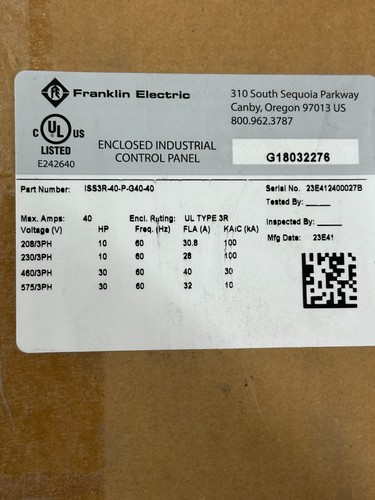 Franklin Electric
310 South Sequoia Parkway
Canby, Oregon 97013 US
800.962.3787
C UL US
LISTED
E242640
ENCLOSED INDUSTRIAL
CONTROL PANEL
G18032276
Part Number: ISS3R-40-P-G40-40 Serial No. 23E412400027B
Tested By:
Max. Amps: 40 Encl. Rating: UL TYPE 3R Inspected By:
Voltage (V) HP Freq. (Hz) FLA (A) KAIC (kA) Mfg Date: 23E41
208/3PH 10 60 30.8 100
230/3PH 10 60 28 100
460/3PH 30 60 40 30
575/3PH 30 60 32 10